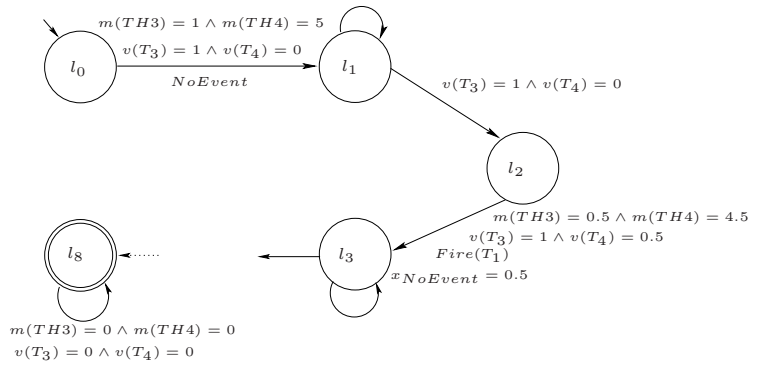 m(TH3) = 1 ∧ m(TH4) = 5
v(T₃) = 1 ∧ v(T₄) = 0
NoEvent
l₀
l₁
v(T₃) = 1 ∧ v(T₄) = 0
l₂
m(TH3) = 0.5 ∧ m(TH4) = 4.5
v(T₃) = 1 ∧ v(T₄) = 0.5
Fire(T₁)
x_NoEvent = 0.5
l₃
l₈
m(TH3) = 0 ∧ m(TH4) = 0
v(T₃) = 0 ∧ v(T₄) = 0